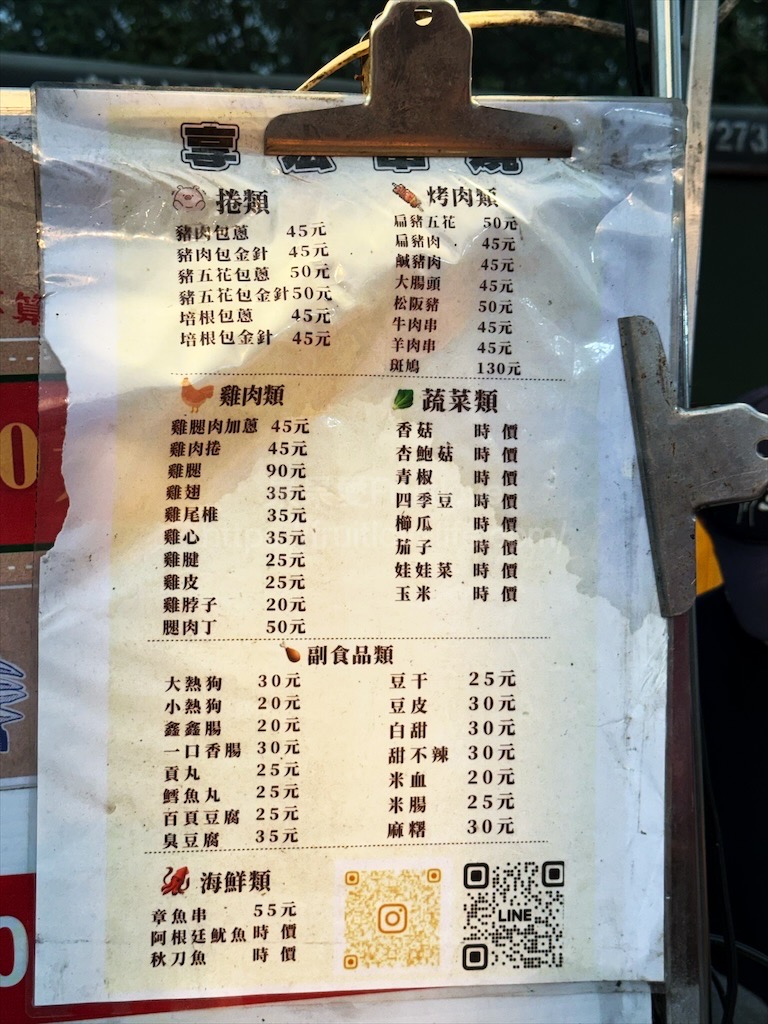 享
捲類
豬肉包蔥 45元
豬肉包金針 45元
豬五花包蔥 50元
豬五花包金針 50元
培根包蔥 45元
培根包金針 45元
烤肉類
扁豬五花 50元
扁豬肉 45元
鹹豬肉 45元
大腸頭 45元
松阪豬 50元
牛肉串 45元
羊肉串 45元
斑鳩 130元
雞肉類
雞腿肉加蔥 45元
雞肉捲 45元
雞腿 90元
雞翅 35元
雞尾椎 35元
雞心 35元
雞腱 25元
雞皮 25元
雞脖子 20元
腿肉丁 50元
蔬菜類
香菇 時價
杏鮑菇 時價
青椒 時價
四季豆 時價
櫛瓜 時價
茄子 時價
娃娃菜 時價
玉米 時價
副食品類
大熱狗 30元
小熱狗 20元
鑫鑫腸 20元
一口香腸 30元
貢丸 25元
鱈魚丸 25元
百頁豆腐 25元
臭豆腐 35元
豆干 25元
豆皮 30元
白甜 30元
甜不辣 30元
米血 20元
米腸 25元
麻糬 30元
海鮮類
章魚串 55元
阿根廷魷魚 時價
秋刀魚 時價
LINE
7273
算
0
0